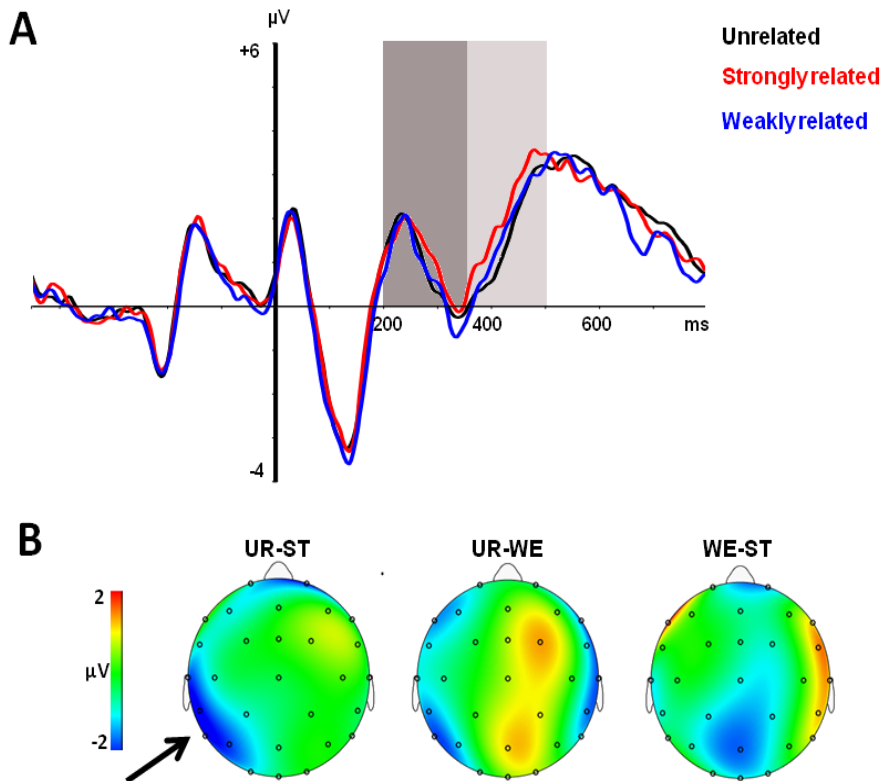 A
µV
+6
Unrelated
Strongly related
Weakly related
200
400
600
ms
-4
B
UR-ST
UR-WE
WE-ST
2
µV
-2